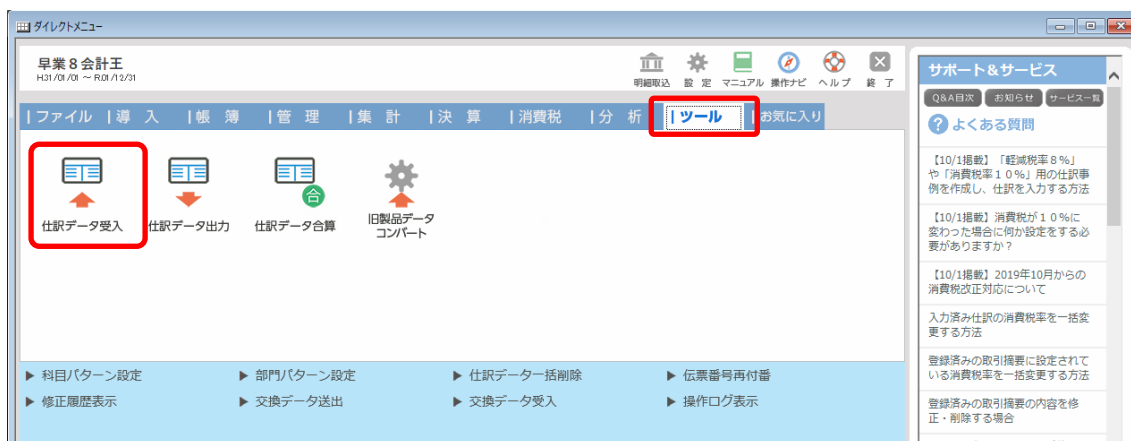 ダイレクトメニュー
早業8会計王
H31/01/01 ～ R01/12/31
明細取込 設 定 マニュアル 操作ナビ ヘルプ 終 了
|ファイル |導 入 |帳 簿 |管 理 |集 計 |決 算 |消費税 |分 析 |ツール |お気に入り
仕訳データ受入 仕訳データ出力 合 仕訳データ合算 旧製品データ
コンバート
▶ 科目パターン設定 ▶ 部門パターン設定 ▶ 仕訳データ一括削除 ▶ 伝票番号再付番
▶ 修正履歴表示 ▶ 交換データ送出 ▶ 交換データ受入 ▶ 操作ログ表示
サポート&サービス
Q&A目次 お知らせ サービス一覧
? よくある質問
【10/1掲載】「軽減税率8%」
や「消費税率10%」用の仕訳事
例を作成し、仕訳を入力する方法
【10/1掲載】消費税が10%に
変わった場合に何か設定をする必
要がありますか？
【10/1掲載】2019年10月からの
消費税改正対応について
入力済み仕訳の消費税率を一括変
更する方法
登録済みの取引摘要に設定されて
いる消費税率を一括変更する方法
登録済みの取引摘要の内容を修
正・削除する場合